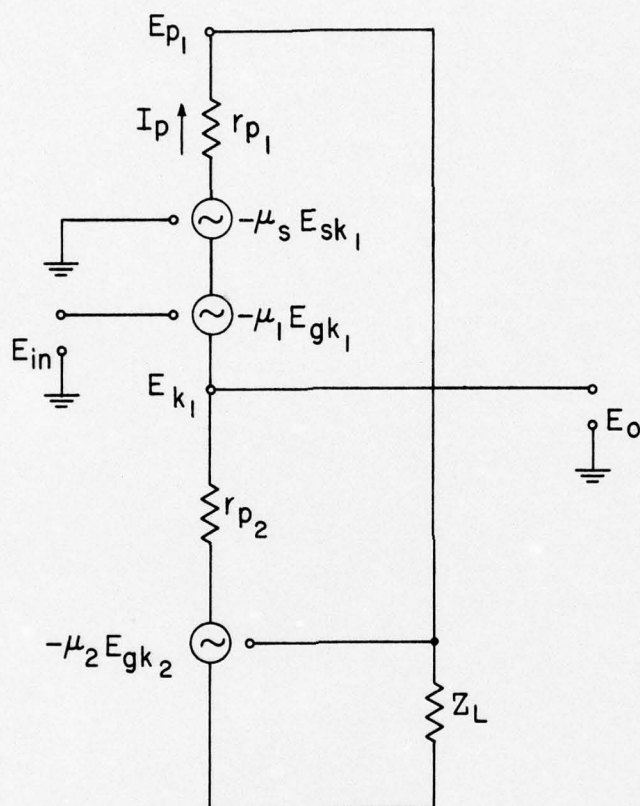 Ep₁
Ip
rp₁
-μₛ Esk₁
-μ₁ Egk₁
Ein
Ek₁
Eo
rp₂
-μ₂ Egk₂
ZL